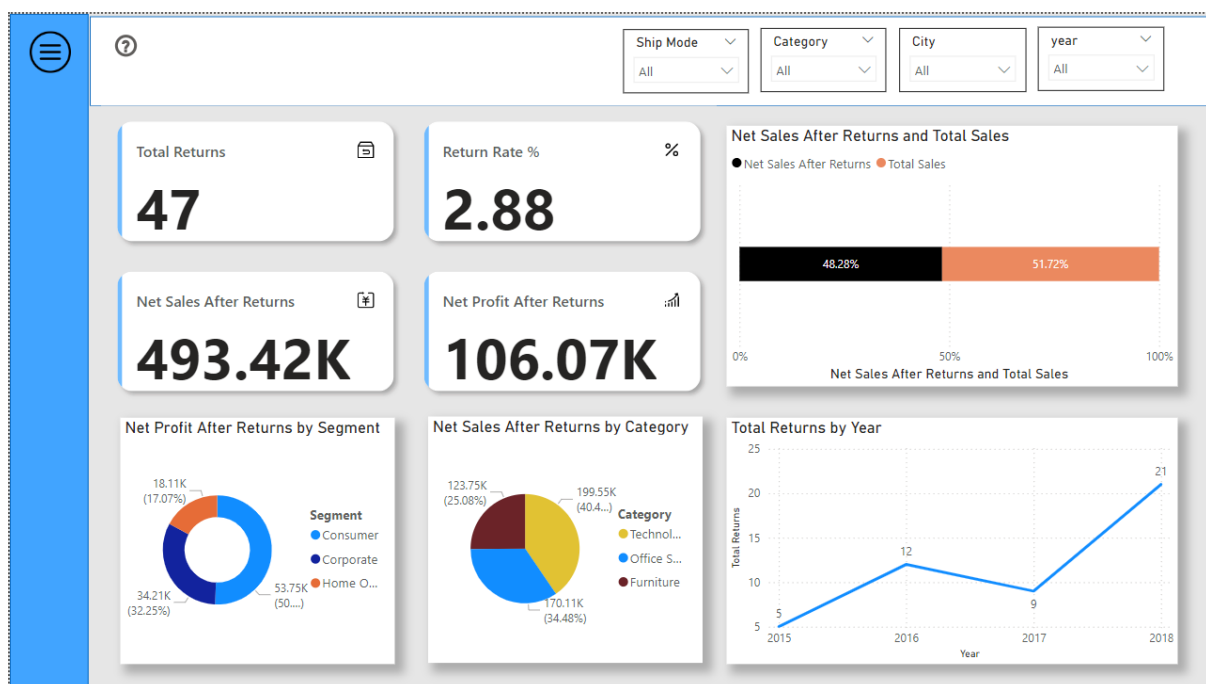 Ship Mode
All
Category
All
City
All
year
All
Total Returns
47
Return Rate %
%
2.88
Net Sales After Returns
¥
493.42K
Net Profit After Returns
106.07K
Net Sales After Returns and Total Sales
Net Sales After Returns Total Sales
48.28% 51.72%
0% 50% 100%
Net Sales After Returns and Total Sales
Net Profit After Returns by Segment
18.11K
(17.07%)
34.21K
(32.25%)
53.75K
(50....)
Segment
Consumer
Corporate
Home O...
Net Sales After Returns by Category
123.75K
(25.08%)
199.55K
(40.4...)
170.11K
(34.48%)
Category
Technol...
Office S...
Furniture
Total Returns by Year
Total Returns
25
20
15
10
5
5
12
9
21
2015 2016 2017 2018
Year